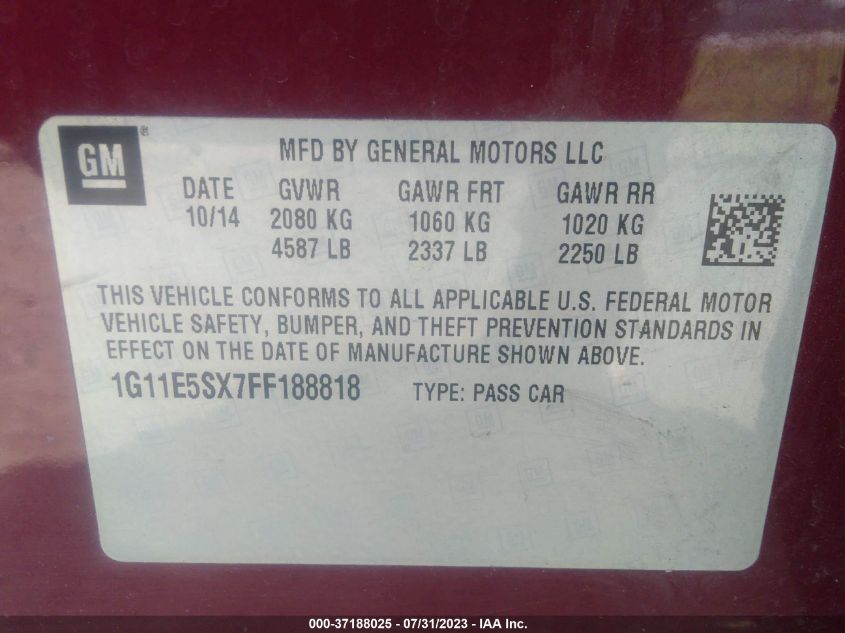 GM ®
MFD BY GENERAL MOTORS LLC
DATE GVWR GAWR FRT GAWR RR
10/14 2080 KG 1060 KG 1020 KG
4587 LB 2337 LB 2250 LB
THIS VEHICLE CONFORMS TO ALL APPLICABLE U.S. FEDERAL MOTOR
VEHICLE SAFETY, BUMPER, AND THEFT PREVENTION STANDARDS IN
EFFECT ON THE DATE OF MANUFACTURE SHOWN ABOVE.
1G11E5SX7FF188818 TYPE: PASS CAR
000-37188025 - 07/31/2023 - IAA Inc.